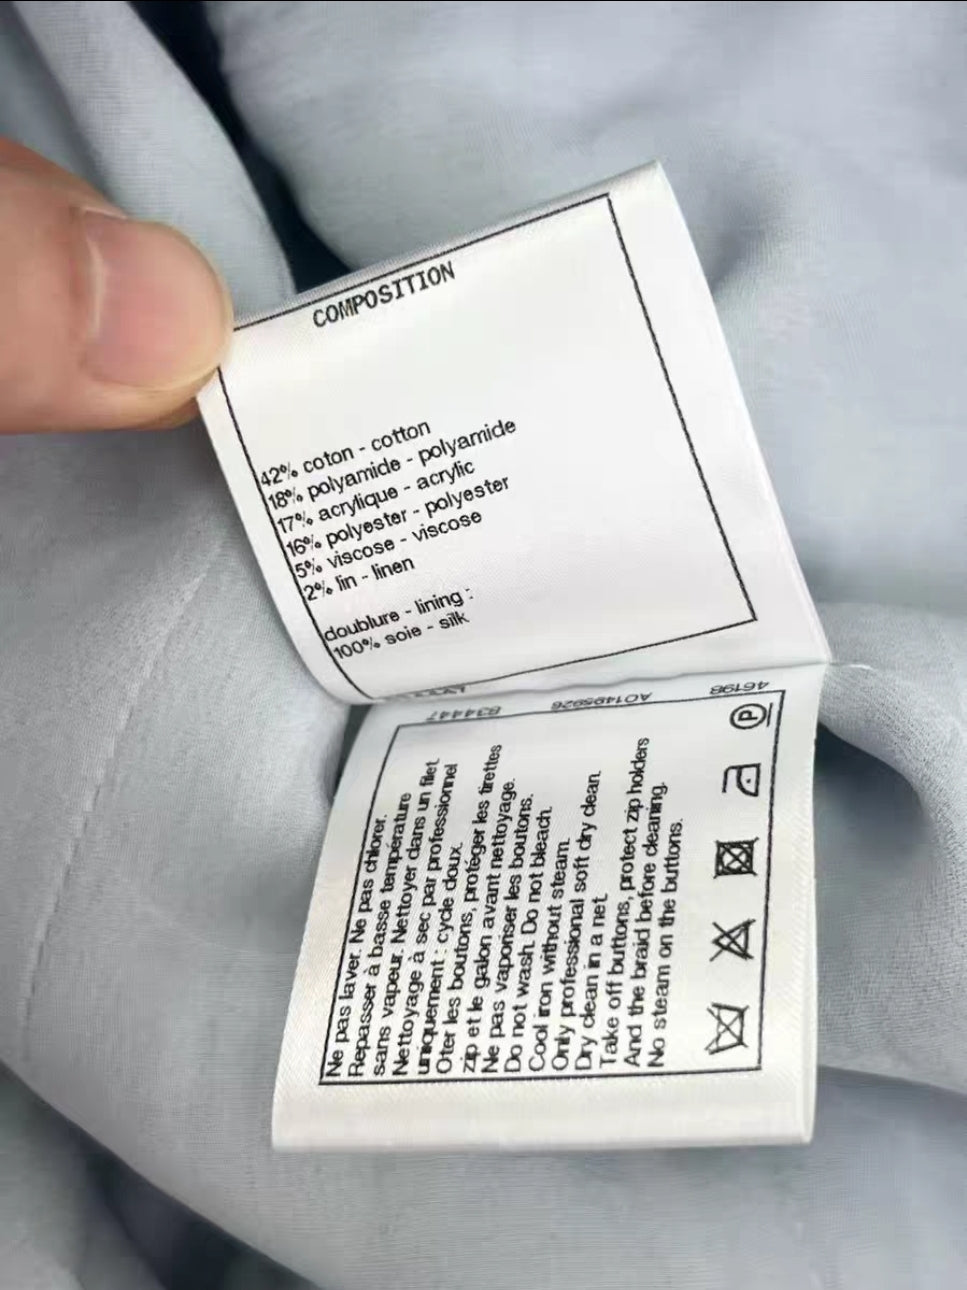 COMPOSITION
42% coton - cotton
18% polyamide - polyamide
17% acrylique - acrylic
16% polyester - polyester
5% viscose - viscose
2% lin - linen
doublure - lining :
100% soie - silk
834447
46198
Ne pas laver. Ne pas chlorer.
Repasser à basse température
sans vapeur. Nettoyer dans un filet.
Nettoyage à sec par professionnel
uniquement : cycle doux.
Oter les boutons, protéger les tirettes
zip et le galon avant nettoyage.
Ne pas vaporiser les boutons.
Do not wash. Do not bleach.
Cool iron without steam.
Only professional soft dry clean.
Dry clean in a net.
Take off buttons, protect zip holders
And the braid before cleaning.
No steam on the buttons.
P